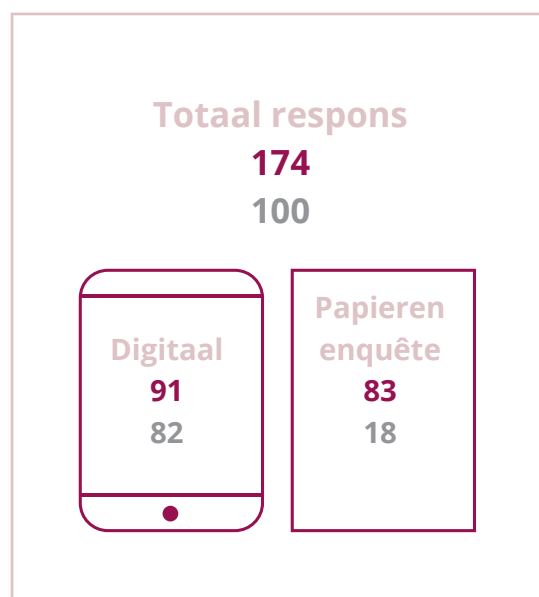 Totaal respons
174
100
Digitaal
91
82
Papieren
enquête
83
18